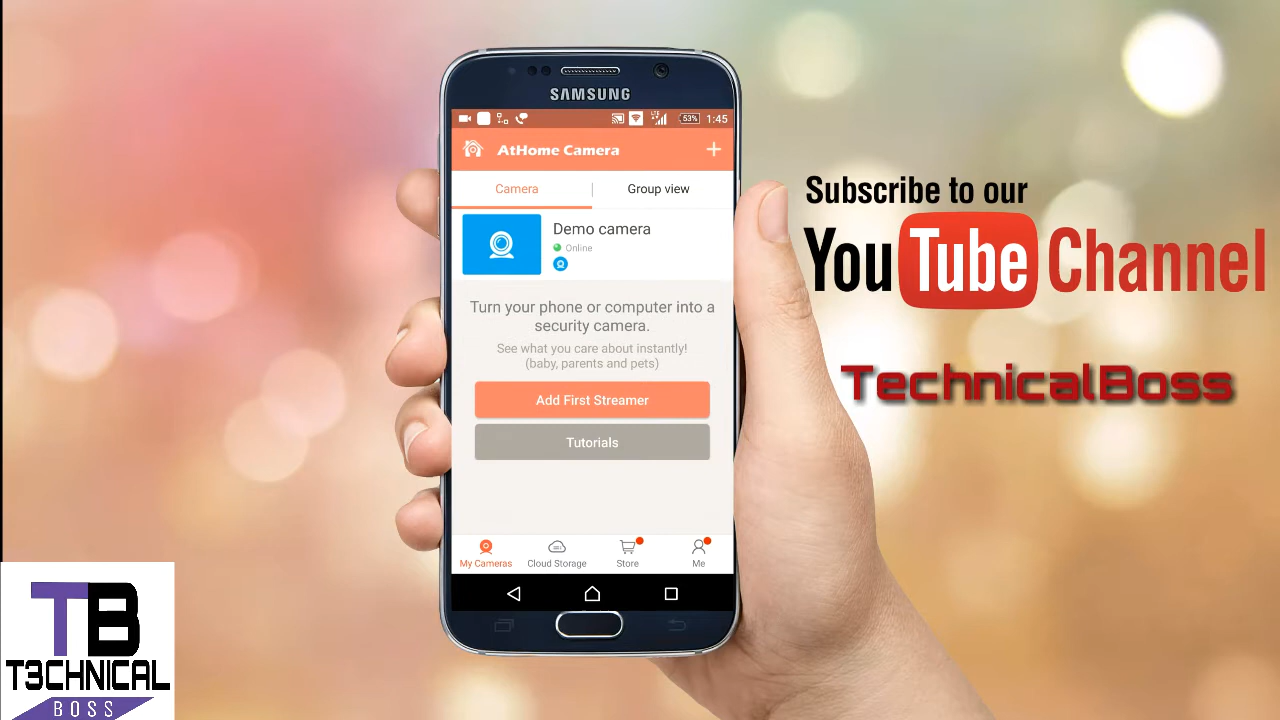 SAMSUNG
LTE
53%
1:45
AtHome Camera
Camera
Group view
Demo camera
Online
Turn your phone or computer into a
security camera.
See what you care about instantly!
(baby, parents and pets)
Add First Streamer
Tutorials
My Cameras
Cloud Storage
Store
Me
Subscribe to our
YouTube Channel
TechnicalBoss
TB
T3CHNICAL
BOSS